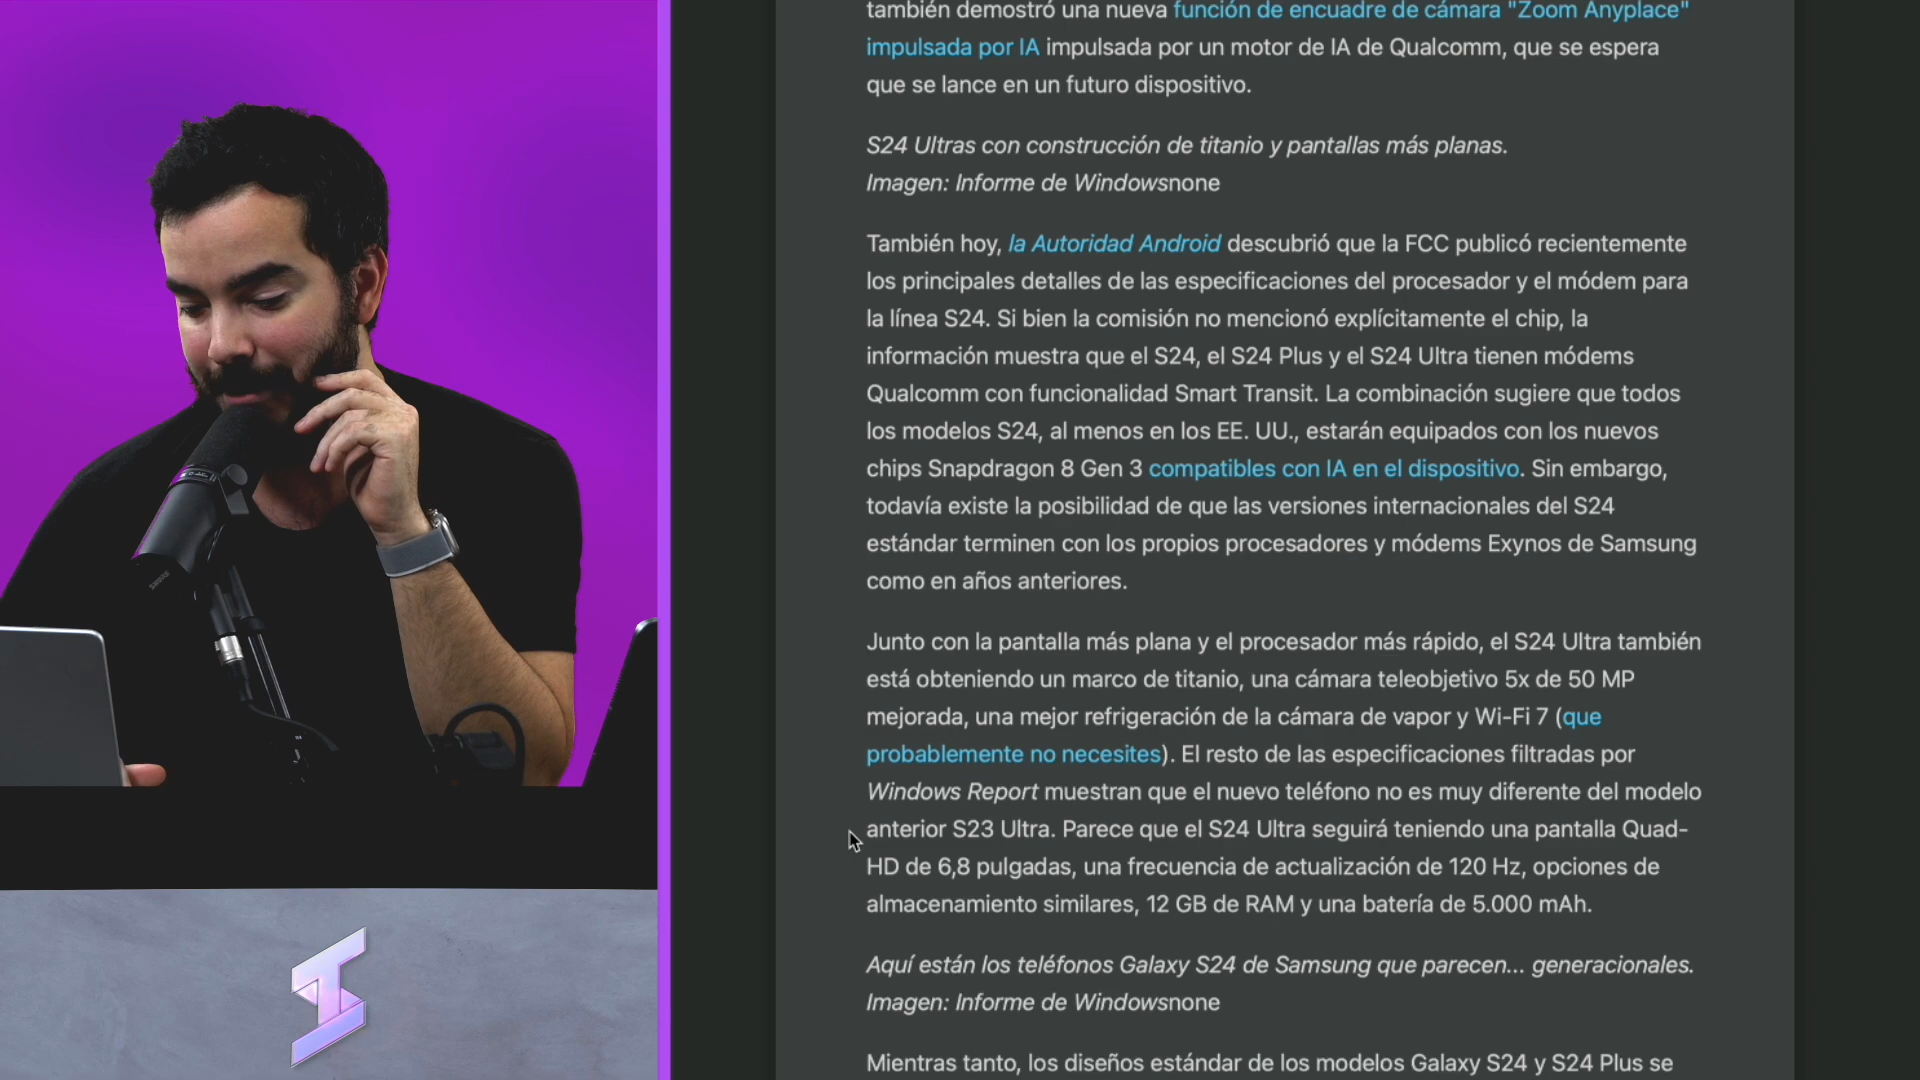 también demostró una nueva función de encuadre de cámara "Zoom Anyplace"
impulsada por IA impulsada por un motor de IA de Qualcomm, que se espera
que se lance en un futuro dispositivo.
S24 Ultras con construcción de titanio y pantallas más planas.
Imagen: Informe de Windowsnone
También hoy, la Autoridad Android descubrió que la FCC publicó recientemente
los principales detalles de las especificaciones del procesador y el módem para
la línea S24. Si bien la comisión no mencionó explícitamente el chip, la
información muestra que el S24, el S24 Plus y el S24 Ultra tienen módems
Qualcomm con funcionalidad Smart Transit. La combinación sugiere que todos
los modelos S24, al menos en los EE. UU., estarán equipados con los nuevos
chips Snapdragon 8 Gen 3 compatibles con IA en el dispositivo. Sin embargo,
todavía existe la posibilidad de que las versiones internacionales del S24
estándar terminen con los propios procesadores y módems Exynos de Samsung
como en años anteriores.
Junto con la pantalla más plana y el procesador más rápido, el S24 Ultra también
está obteniendo un marco de titanio, una cámara teleobjetivo 5x de 50 MP
mejorada, una mejor refrigeración de la cámara de vapor y Wi-Fi 7 (que
probablemente no necesites). El resto de las especificaciones filtradas por
Windows Report muestran que el nuevo teléfono no es muy diferente del modelo
anterior S23 Ultra. Parece que el S24 Ultra seguirá teniendo una pantalla Quad-
HD de 6,8 pulgadas, una frecuencia de actualización de 120 Hz, opciones de
almacenamiento similares, 12 GB de RAM y una batería de 5.000 mAh.
Aquí están los teléfonos Galaxy S24 de Samsung que parecen... generacionales.
Imagen: Informe de Windowsnone
Mientras tanto, los diseños estándar de los modelos Galaxy S24 y S24 Plus se